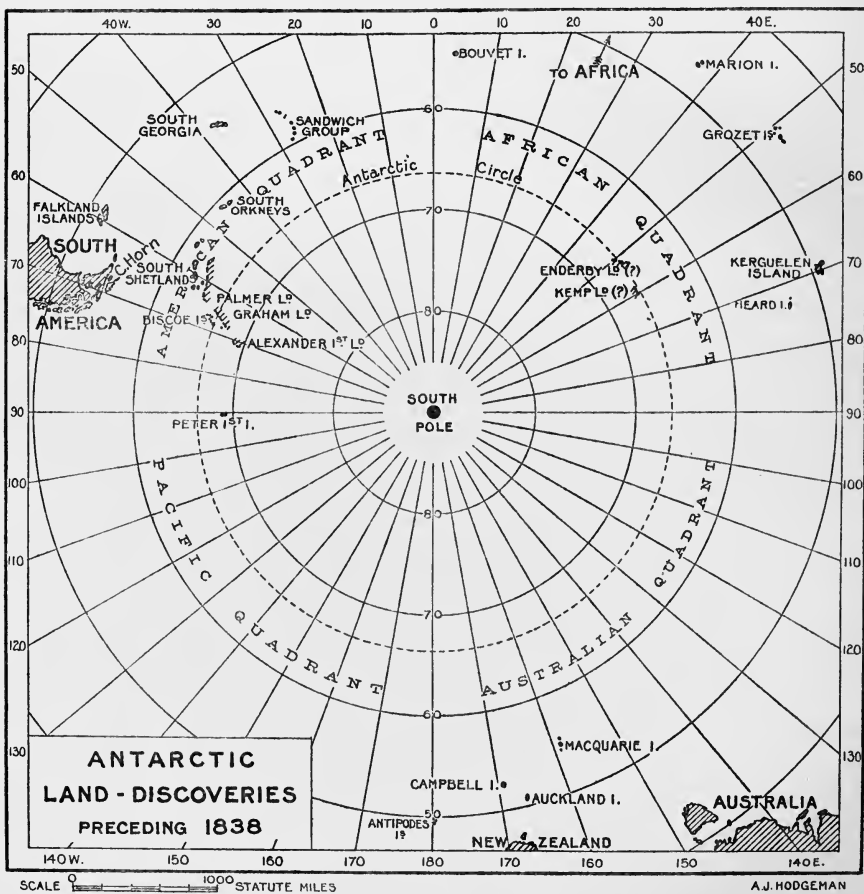 40W. 30 20 10 0 10 20 30 40E.
50
60
70
80
90
100
110
120
130
50
60
70
80
90
100
110
120
130
140W. 150 160 170 180 170 160 150 140E.
BOUVET I.
TO AFRICA
MARION I.
SOUTH
GEORGIA
SANDWICH
GROUP
CROZET IS
60
AMERICAN QUADRANT
AFRICAN QUADRANT
Antarctic Circle
SOUTH
ORKNEYS
70
FALKLAND
ISLANDS
SOUTH
AMERICA
C. Horn
SOUTH
SHETLANDS
PALMER LD
GRAHAM LD
BISCOE IS
ALEXANDER 1ST LD
ENDERBY LD (?)
KEMP LD (?)
KERGUELEN
ISLAND
HEARD I.
80
SOUTH
POLE
PETER 1ST I.
PACIFIC QUADRANT
AUSTRALIAN QUADRANT
80
70
60
50
MACQUARIE I.
CAMPBELL I.
AUCKLAND I.
ANTIPODES
IS
NEW ZEALAND
AUSTRALIA
ANTARCTIC
LAND-DISCOVERIES
PRECEDING 1838
SCALE 0 1000 STATUTE MILES
A.J. HODGEMAN